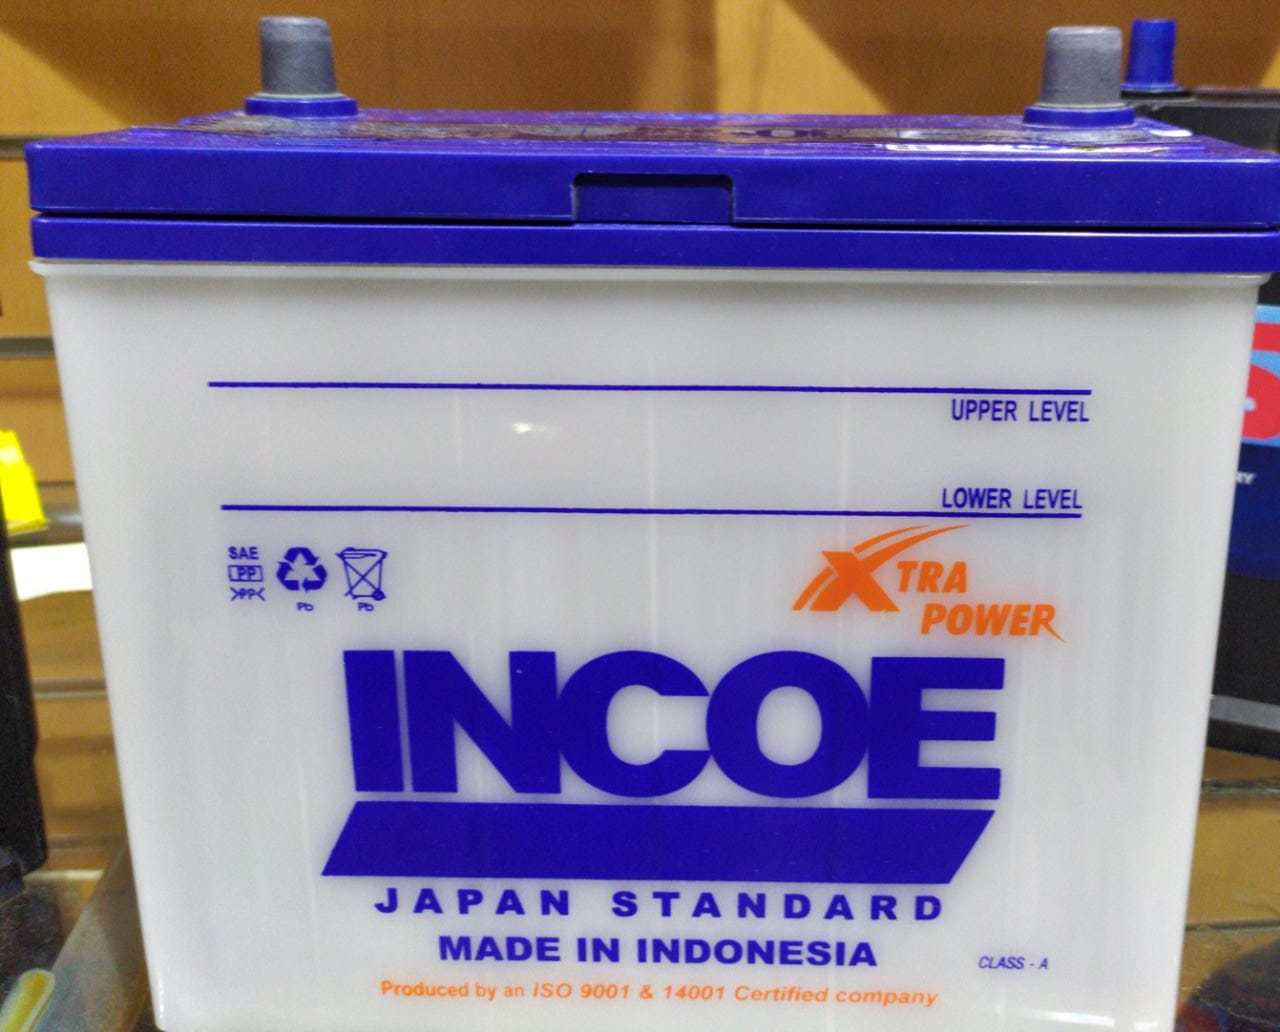 UPPER LEVEL
LOWER LEVEL
SAE
PP
>PP<
Pb
Pb
XTRA
POWER
INCOE
JAPAN STANDARD
MADE IN INDONESIA
CLASS - A
Produced by an ISO 9001 & 14001 Certified company